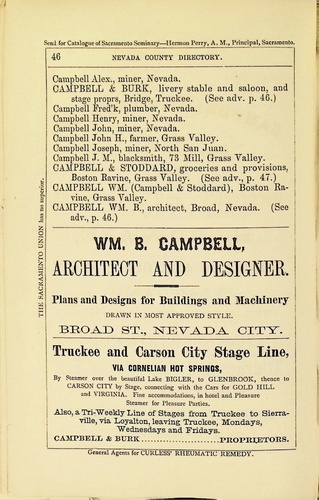 Send for Catalogue of Sacramento Seminary—Hermon Perry, A. M., Principal, Sacramento.
46 NEVADA COUNTY DIRECTORY.
Campbell Alex., miner, Nevada.
CAMPBELL & BURK, livery stable and saloon, and
stage proprs, Bridge, Truckee. (See adv. p. 46.)
Campbell Fred'k, plumber, Nevada.
Campbell Henry, miner, Nevada.
Campbell John, miner, Nevada.
Campbell John H., farmer, Grass Valley.
Campbell Joseph, miner, North San Juan.
Campbell J. M., blacksmith, 73 Mill, Grass Valley.
CAMPBELL & STODDARD, groceries and provisions,
Boston Ravine, Grass Valley. (See adv., p. 47.)
CAMPBELL WM. (Campbell & Stoddard), Boston Ra-
vine, Grass Valley.
CAMPBELL WM. B., architect, Broad, Nevada. (See
adv., p. 46.)
WM. B. CAMPBELL,
ARCHITECT AND DESIGNER.
Plans and Designs for Buildings and Machinery
DRAWN IN MOST APPROVED STYLE.
BROAD ST., NEVADA CITY.
Truckee and Carson City Stage Line,
VIA CORNELIAN HOT SPRINGS,
By Steamer over the beautiful Lake BIGLER, to GLENBROOK, thence to
CARSON CITY by Stage, connecting with the Cars for GOLD HILL
and VIRGINIA. Fine accommodations, in hotel and Pleasure
Steamer for Pleasure Parties.
Also, a Tri-Weekly Line of Stages from Truckee to Sierra-
ville, via Loyalton, leaving Truckee, Mondays,
Wednesdays and Fridays.
CAMPBELL & BURK......................PROPRIETORS.
General Agents for CURLESS' RHEUMATIC REMEDY.
THE SACRAMENTO UNION has no superior.